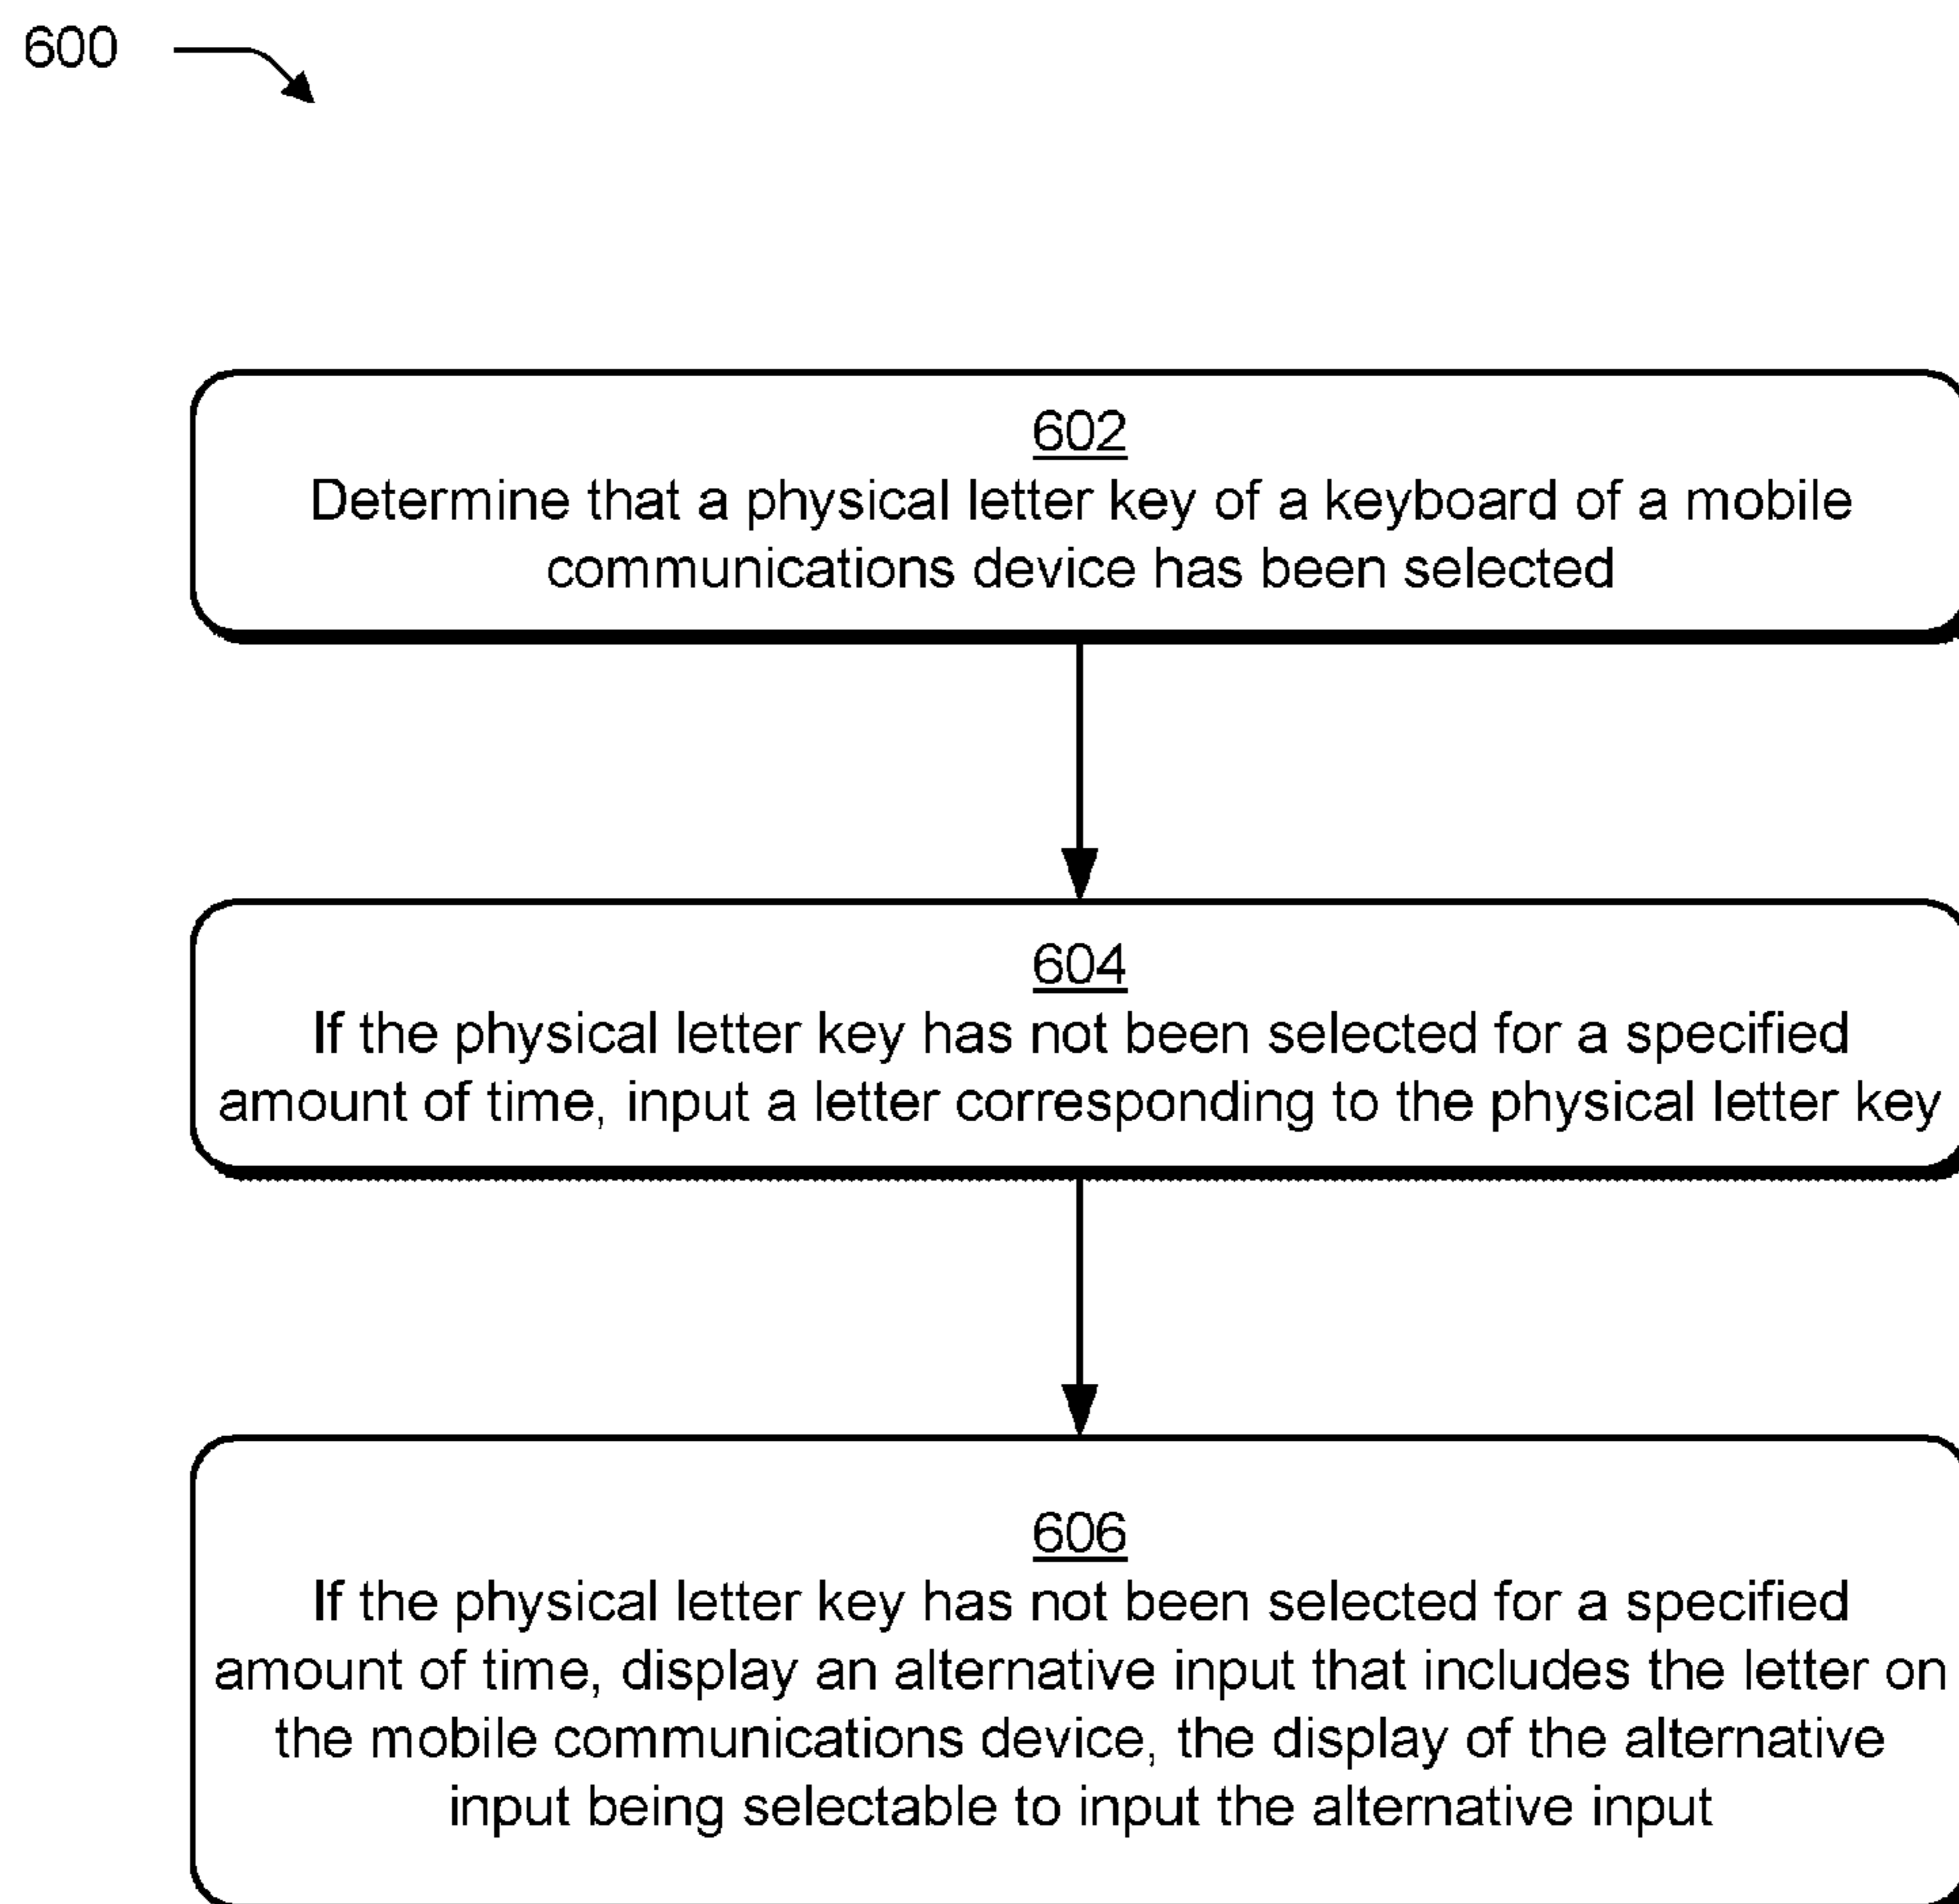 600
602
Determine that a physical letter key of a keyboard of a mobile
communications device has been selected
604
If the physical letter key has not been selected for a specified
amount of time, input a letter corresponding to the physical letter key
606
If the physical letter key has not been selected for a specified
amount of time, display an alternative input that includes the letter on
the mobile communications device, the display of the alternative
input being selectable to input the alternative input